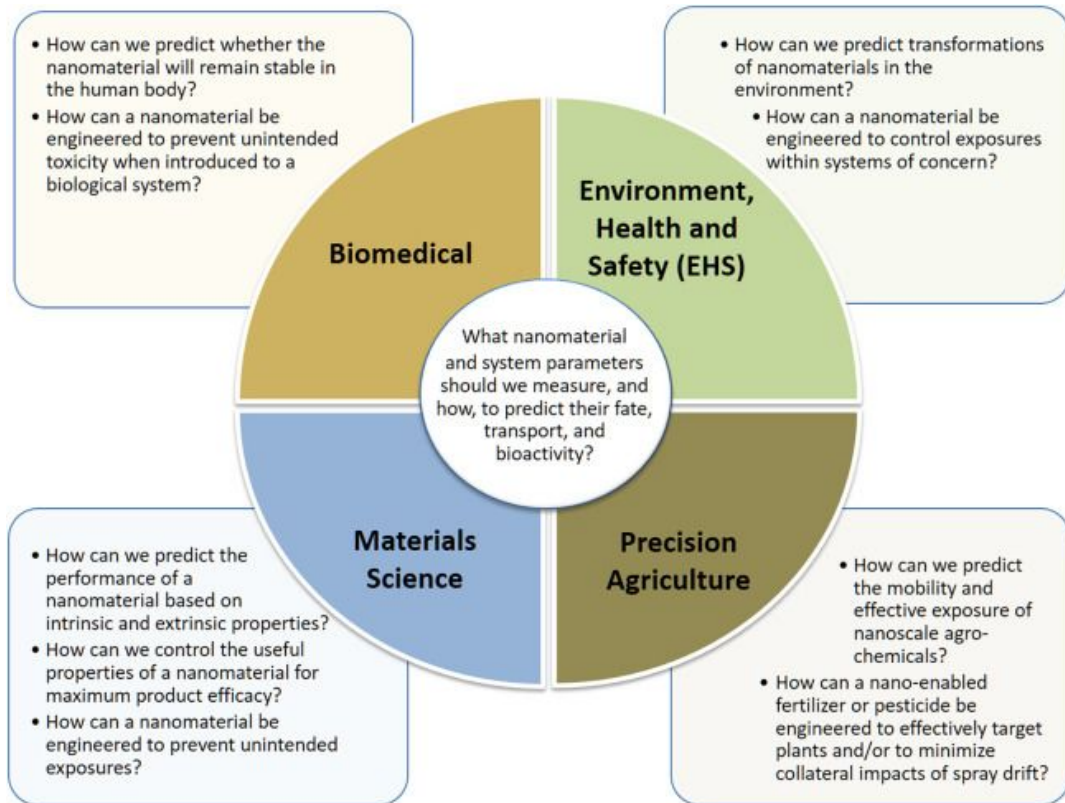 • How can we predict whether the
nanomaterial will remain stable in
the human body?
• How can a nanomaterial be
engineered to prevent unintended
toxicity when introduced to a
biological system?
• How can we predict transformations
of nanomaterials in the
environment?
• How can a nanomaterial be
engineered to control exposures
within systems of concern?
Biomedical
Environment,
Health and
Safety (EHS)
What nanomaterial
and system parameters
should we measure, and
how, to predict their fate,
transport, and
bioactivity?
Materials
Science
Precision
Agriculture
• How can we predict the
performance of a
nanomaterial based on
intrinsic and extrinsic properties?
• How can we control the useful
properties of a nanomaterial for
maximum product efficacy?
• How can a nanomaterial be
engineered to prevent unintended
exposures?
• How can we predict
the mobility and
effective exposure of
nanoscale agro-
chemicals?
• How can a nano-enabled
fertilizer or pesticide be
engineered to effectively target
plants and/or to minimize
collateral impacts of spray drift?